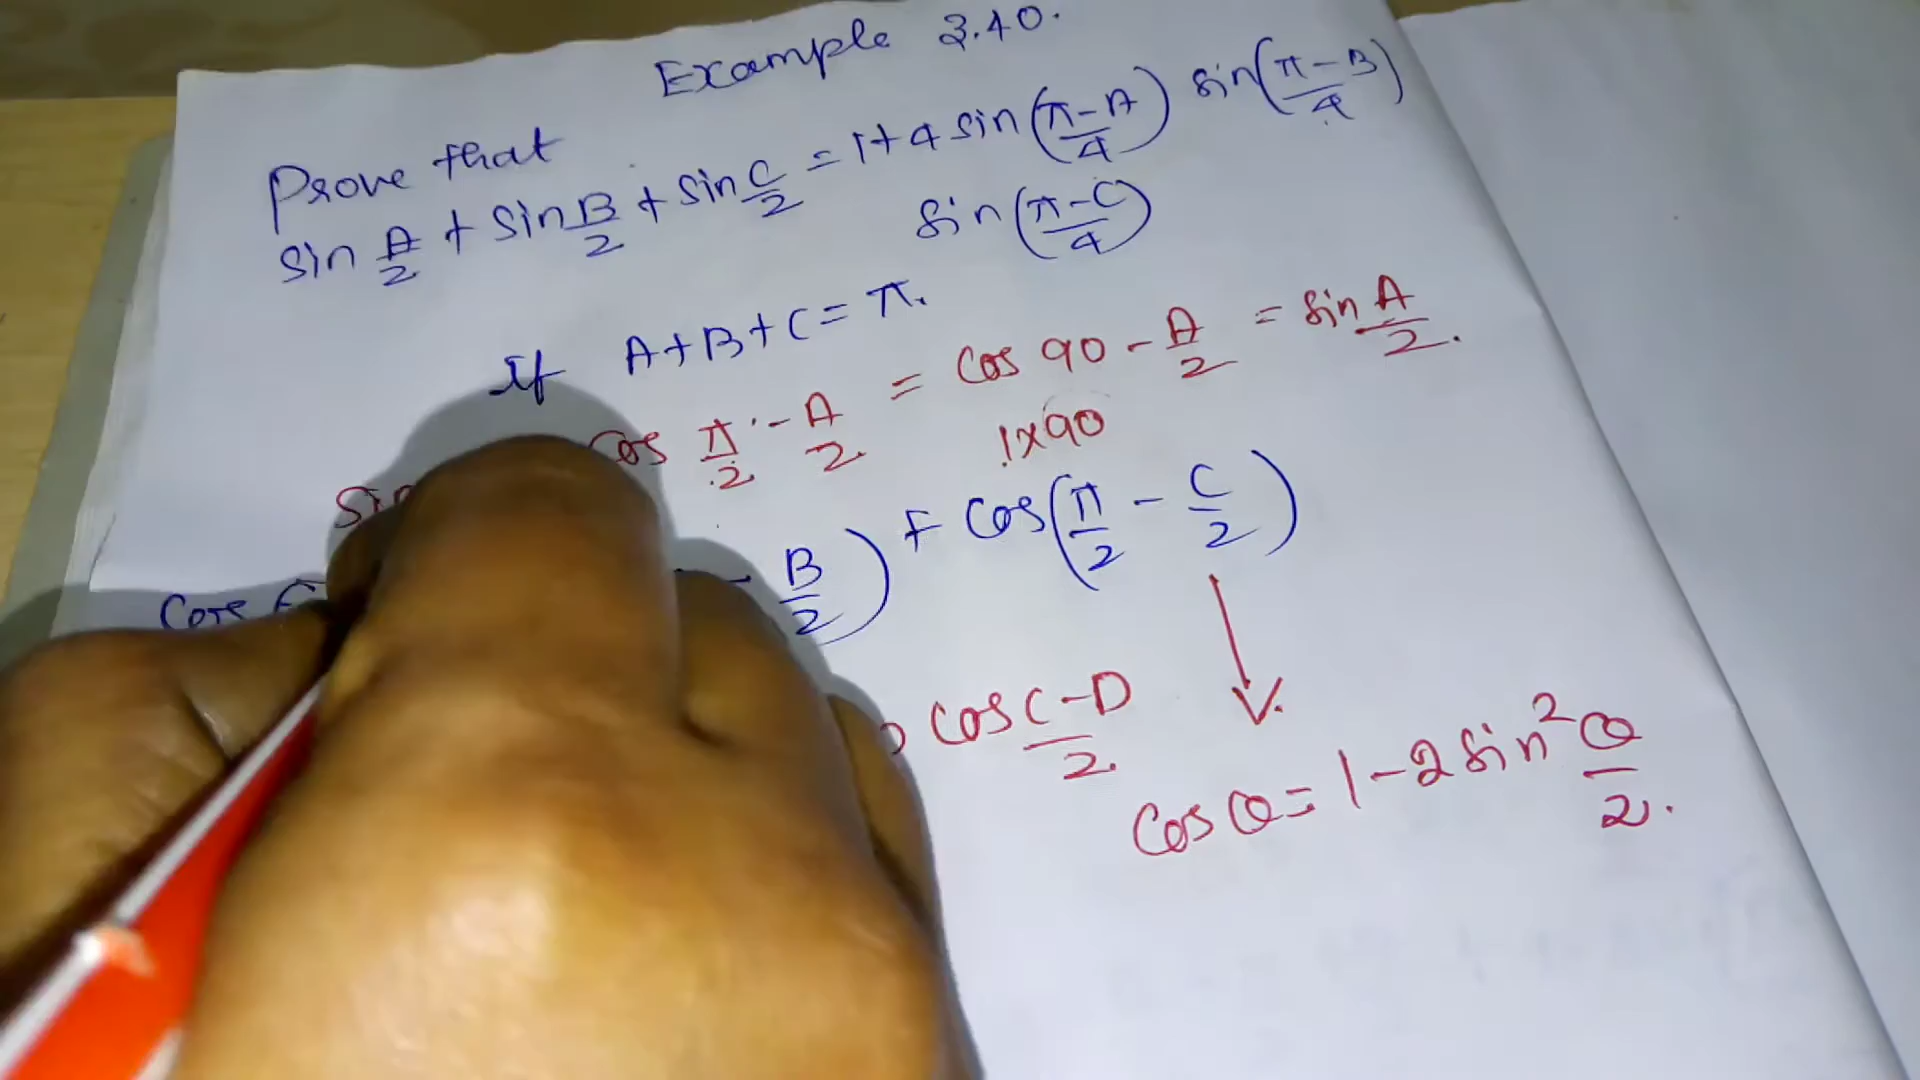 Example 3.40.
Prove that
sin A/2 + sin B/2 + sin C/2 = 1+4 sin (π-A/4) sin (π-B/4)
sin (π-C/4)
If A+B+C = π.
cos π/2 - A/2 = cos 90 - A/2 = sin A/2.
1x90
B/2) + cos(π/2 - C/2)
cos C-D/2
cos θ = 1-2 sin² θ/2.